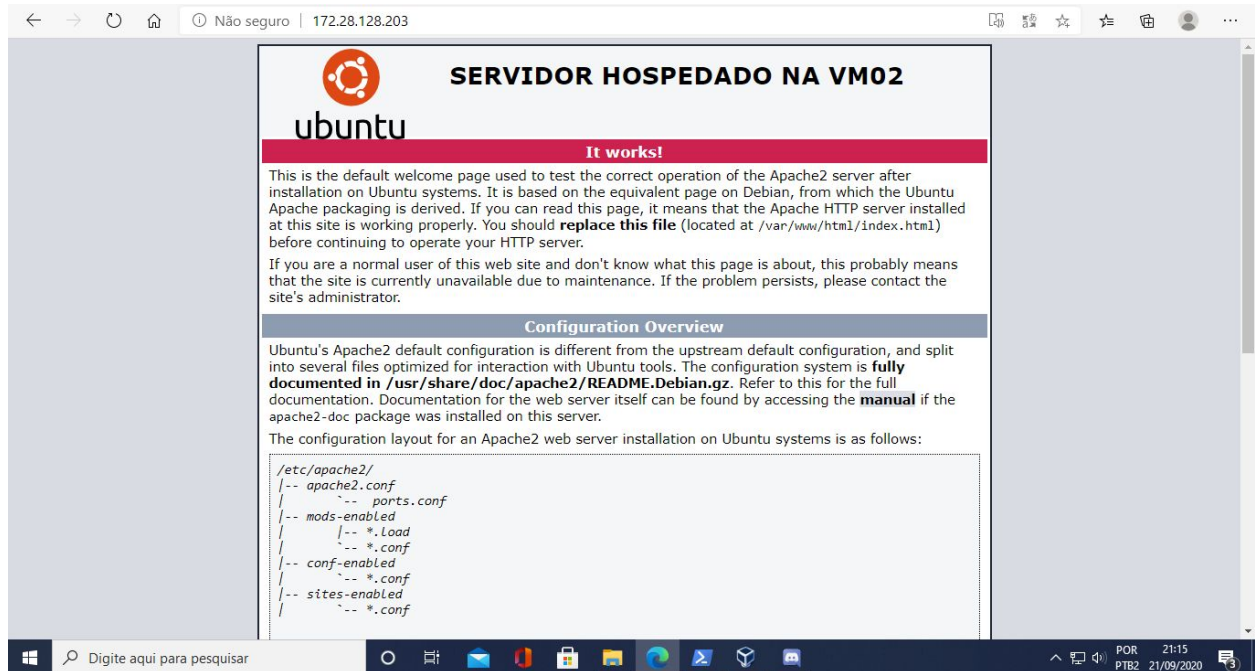 Não seguro | 172.28.128.203
ubuntu
SERVIDOR HOSPEDADO NA VM02
It works!
This is the default welcome page used to test the correct operation of the Apache2 server after
installation on Ubuntu systems. It is based on the equivalent page on Debian, from which the Ubuntu
Apache packaging is derived. If you can read this page, it means that the Apache HTTP server installed
at this site is working properly. You should replace this file (located at /var/www/html/index.html)
before continuing to operate your HTTP server.
If you are a normal user of this web site and don't know what this page is about, this probably means
that the site is currently unavailable due to maintenance. If the problem persists, please contact the
site's administrator.
Configuration Overview
Ubuntu's Apache2 default configuration is different from the upstream default configuration, and split
into several files optimized for interaction with Ubuntu tools. The configuration system is fully
documented in /usr/share/doc/apache2/README.Debian.gz. Refer to this for the full
documentation. Documentation for the web server itself can be found by accessing the manual if the
apache2-doc package was installed on this server.
The configuration layout for an Apache2 web server installation on Ubuntu systems is as follows:
/etc/apache2/
|-- apache2.conf
|       `--  ports.conf
|-- mods-enabled
|       |-- *.load
|       `-- *.conf
|-- conf-enabled
|       `-- *.conf
|-- sites-enabled
|       `-- *.conf
Digite aqui para pesquisar
POR
PTB2
21:15
21/09/2020
3